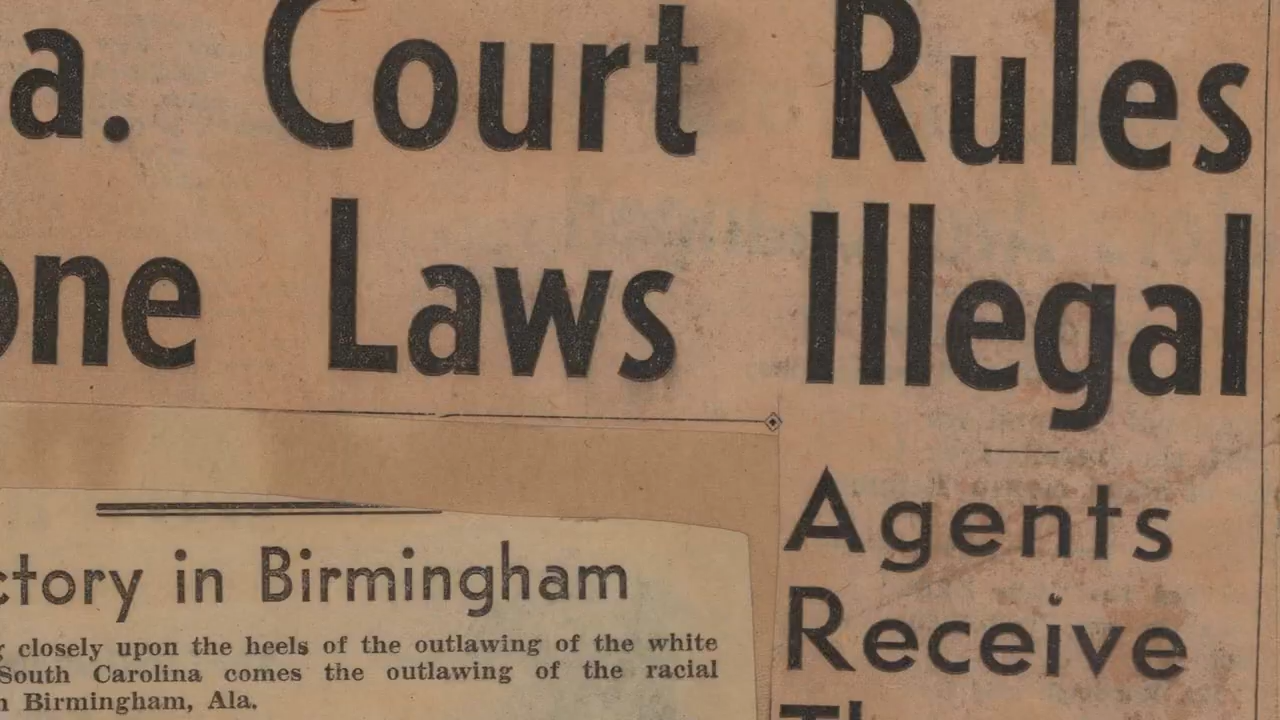 a. Court Rules
one Laws Illegal
Agents
Receive
ctory in Birmingham
closely upon the heels of the outlawing of the white
South Carolina comes the outlawing of the racial
n Birmingham, Ala.